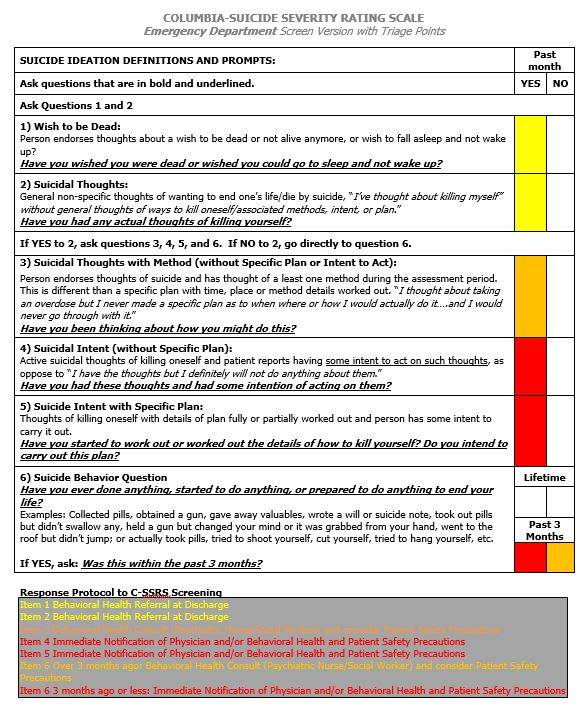 COLUMBIA-SUICIDE SEVERITY RATING SCALE
Emergency Department Screen Version with Triage Points
SUICIDE IDEATION DEFINITIONS AND PROMPTS:
Past
month
Ask questions that are in bold and underlined.
YES NO
Ask Questions 1 and 2
1) Wish to be Dead:
Person endorses thoughts about a wish to be dead or not alive anymore, or wish to fall asleep and not wake
up?
Have you wished you were dead or wished you could go to sleep and not wake up?
2) Suicidal Thoughts:
General non-specific thoughts of wanting to end one's life/die by suicide, "I've thought about killing myself"
without general thoughts of ways to kill oneself/associated methods, intent, or plan."
Have you had any actual thoughts of killing yourself?
If YES to 2, ask questions 3, 4, 5, and 6. If NO to 2, go directly to question 6.
3) Suicidal Thoughts with Method (without Specific Plan or Intent to Act):
Person endorses thoughts of suicide and has thought of a least one method during the assessment period.
This is different than a specific plan with time, place or method details worked out. "I thought about taking
an overdose but I never made a specific plan as to when where or how I would actually do it....and I would
never go through with it."
Have you been thinking about how you might do this?
4) Suicidal Intent (without Specific Plan):
Active suicidal thoughts of killing oneself and patient reports having some intent to act on such thoughts, as
oppose to "I have the thoughts but I definitely will not do anything about them."
Have you had these thoughts and had some intention of acting on them?
5) Suicide Intent with Specific Plan:
Thoughts of killing oneself with details of plan fully or partially worked out and person has some intent to
carry it out.
Have you started to work out or worked out the details of how to kill yourself? Do you intend to
carry out this plan?
6) Suicide Behavior Question
Lifetime
Have you ever done anything, started to do anything, or prepared to do anything to end your
life?
Examples: Collected pills, obtained a gun, gave away valuables, wrote a will or suicide note, took out pills
but didn't swallow any, held a gun but changed your mind or it was grabbed from your hand, went to the
roof but didn't jump; or actually took pills, tried to shoot yourself, cut yourself, tried to hang yourself, etc.
Past 3
Months
If YES, ask: Was this within the past 3 months?
Response Protocol to C-SSRS Screening
Item 1 Behavioral Health Referral at Discharge
Item 2 Behavioral Health Referral at Discharge
Item 3 Behavioral Health Consult (Psychiatric Nurse/Social Worker) and consider Patient Safety Precautions
Item 4 Immediate Notification of Physician and/or Behavioral Health and Patient Safety Precautions
Item 5 Immediate Notification of Physician and/or Behavioral Health and Patient Safety Precautions
Item 6 Over 3 months ago: Behavioral Health Consult (Psychiatric Nurse/Social Worker) and consider Patient Safety
Precautions
Item 6 3 months ago or less: Immediate Notification of Physician and/or Behavioral Health and Patient Safety Precautions